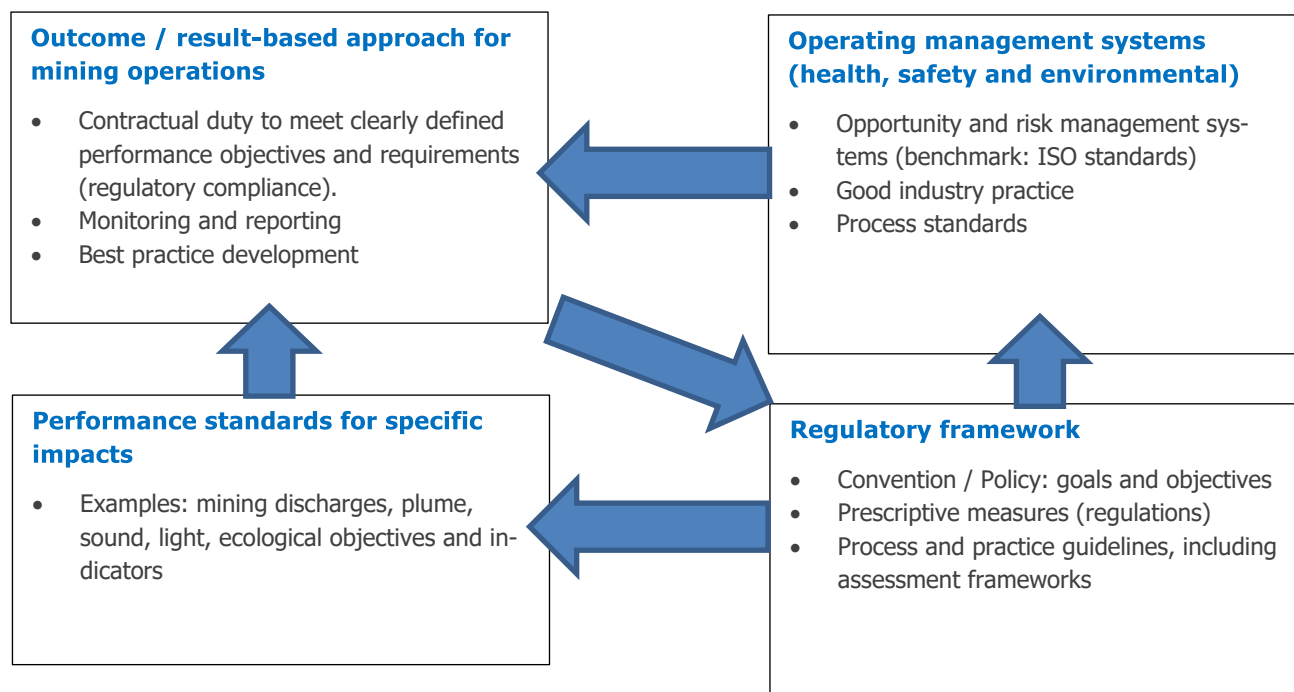 Outcome / result-based approach for
mining operations
• Contractual duty to meet clearly defined
performance objectives and requirements
(regulatory compliance).
• Monitoring and reporting
• Best practice development
Operating management systems
(health, safety and environmental)
• Opportunity and risk management sys-
tems (benchmark: ISO standards)
• Good industry practice
• Process standards
Performance standards for specific
impacts
• Examples: mining discharges, plume,
sound, light, ecological objectives and in-
dicators
Regulatory framework
• Convention / Policy: goals and objectives
• Prescriptive measures (regulations)
• Process and practice guidelines, including
assessment frameworks